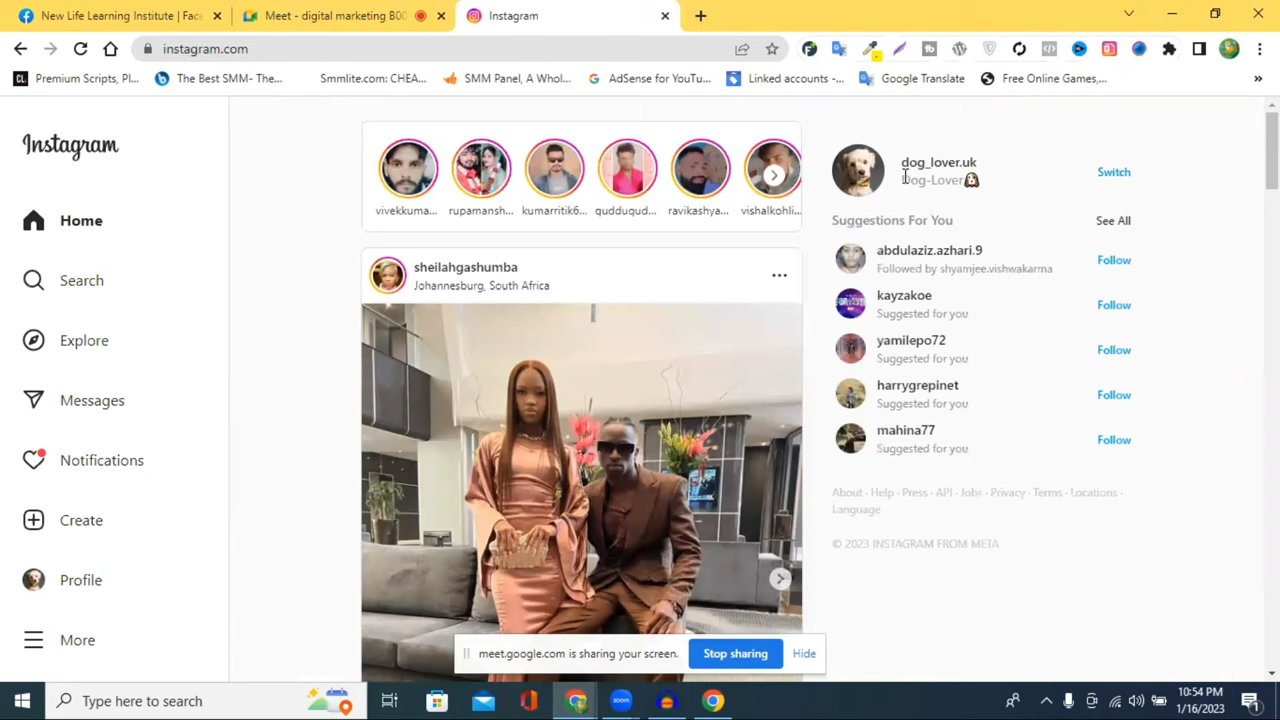 New Life Learning Institute | Fac
Meet - digital marketing B00
Instagram
instagram.com
Premium Scripts, Pl...
The Best SMM- The...
Smmlite.com: CHEA...
SMM Panel, A Whol...
AdSense for YouTu...
Linked accounts -...
Google Translate
Free Online Games,...
»
Instagram
Home
Search
Explore
Messages
Notifications
Create
Profile
More
vivekkuma...
rupamansh...
kumarritik6...
quddugud...
ravikashya...
vishalkohli...
sheilahgashumba
Johannesburg, South Africa
dog_lover.uk
Dog-Lover
Switch
Suggestions For You
See All
abdulaziz.azhari.9
Followed by shyamjee.vishwakarma
Follow
kayzakoe
Suggested for you
Follow
yamilepo72
Suggested for you
Follow
harrygrepinet
Suggested for you
Follow
mahina77
Suggested for you
Follow
About · Help · Press · API · Jobs · Privacy · Terms · Locations ·
Language
© 2023 INSTAGRAM FROM META
meet.google.com is sharing your screen.
Stop sharing
Hide
Type here to search
zoom
10:54 PM
1/16/2023
1